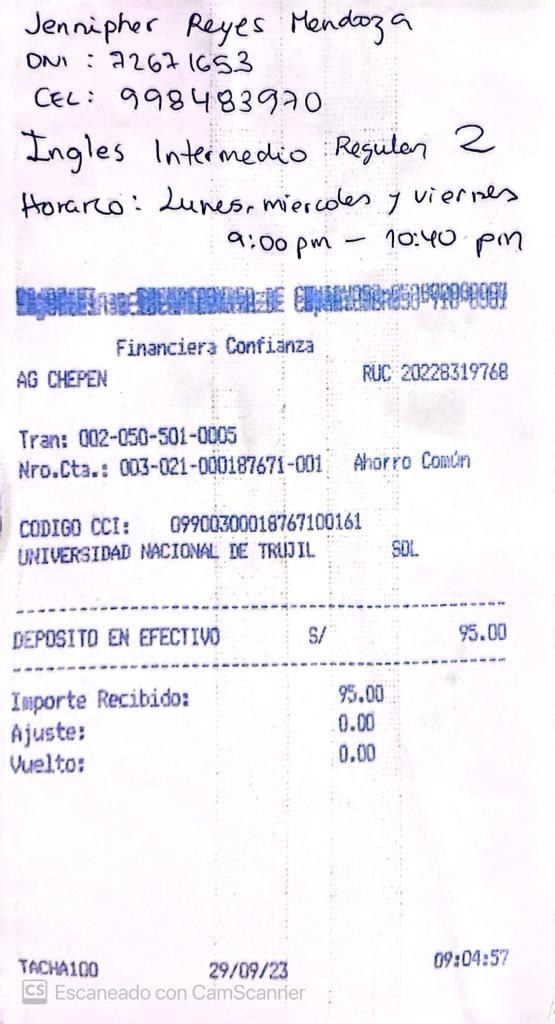 Jennipher Reyes Mendoza
DNI : 72671653
CEL: 998483970
Ingles Intermedio Regular 2
Horario: Lunes, miercoles y viernes
9:00 pm – 10:40 pm
Financiera Confianza
AG CHEPEN RUC 20228319768
Tran: 002-050-501-0005
Nro.Cta.: 003-021-000187671-001 Ahorro Común
CODIGO CCI: 09900300018767100161
UNIVERSIDAD NACIONAL DE TRUJIL SOL
DEPOSITO EN EFECTIVO S/ 95.00
Importe Recibido: 95.00
Ajuste: 0.00
Vuelto: 0.00
TACHA100 29/09/23 09:04:57
CS Escaneado con CamScanner